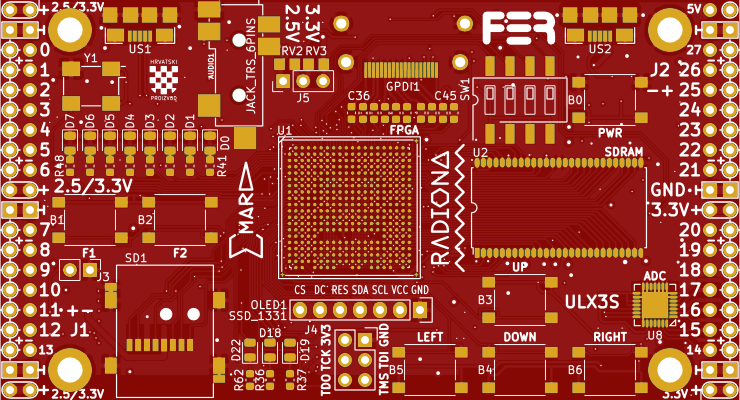 + 2.5/3.3V
US1
AUDIO1
JACK_TRS_6PINS
3.3V
2.5V
RV2 RV3
J5
FER
US2
5V
+
Y1
HRVATSKI
PROIZVOD
GPDI1
SW1
B0
PWR
J2
-+
27
26
25
24
23
22
21
0
1
2
3
4
5
6
+-
D7
D6
D5
D4
D3
D2
D1
D0
R48
R41
C36
C45
FPGA
U1
U2
SDRAM
+ 2.5/3.3V
GND
3.3V+
MARD
RADIONA
B1
B2
F1
F2
7
8
9
10
11 +-
12 J1
13
J3
SD1
CS DC RES SDA SCL VCC GND
OLED1
SSD_1331
J4
UP
B3
ULX3S
ADC
U8
20
19
18
17
16
15
14
D22
D18
D19
R62
R36
R37
TDO TCK 3V3
TMS TDI GND
LEFT
DOWN
RIGHT
B5
B4
B6
+ 2.5/3.3V
3.3V +